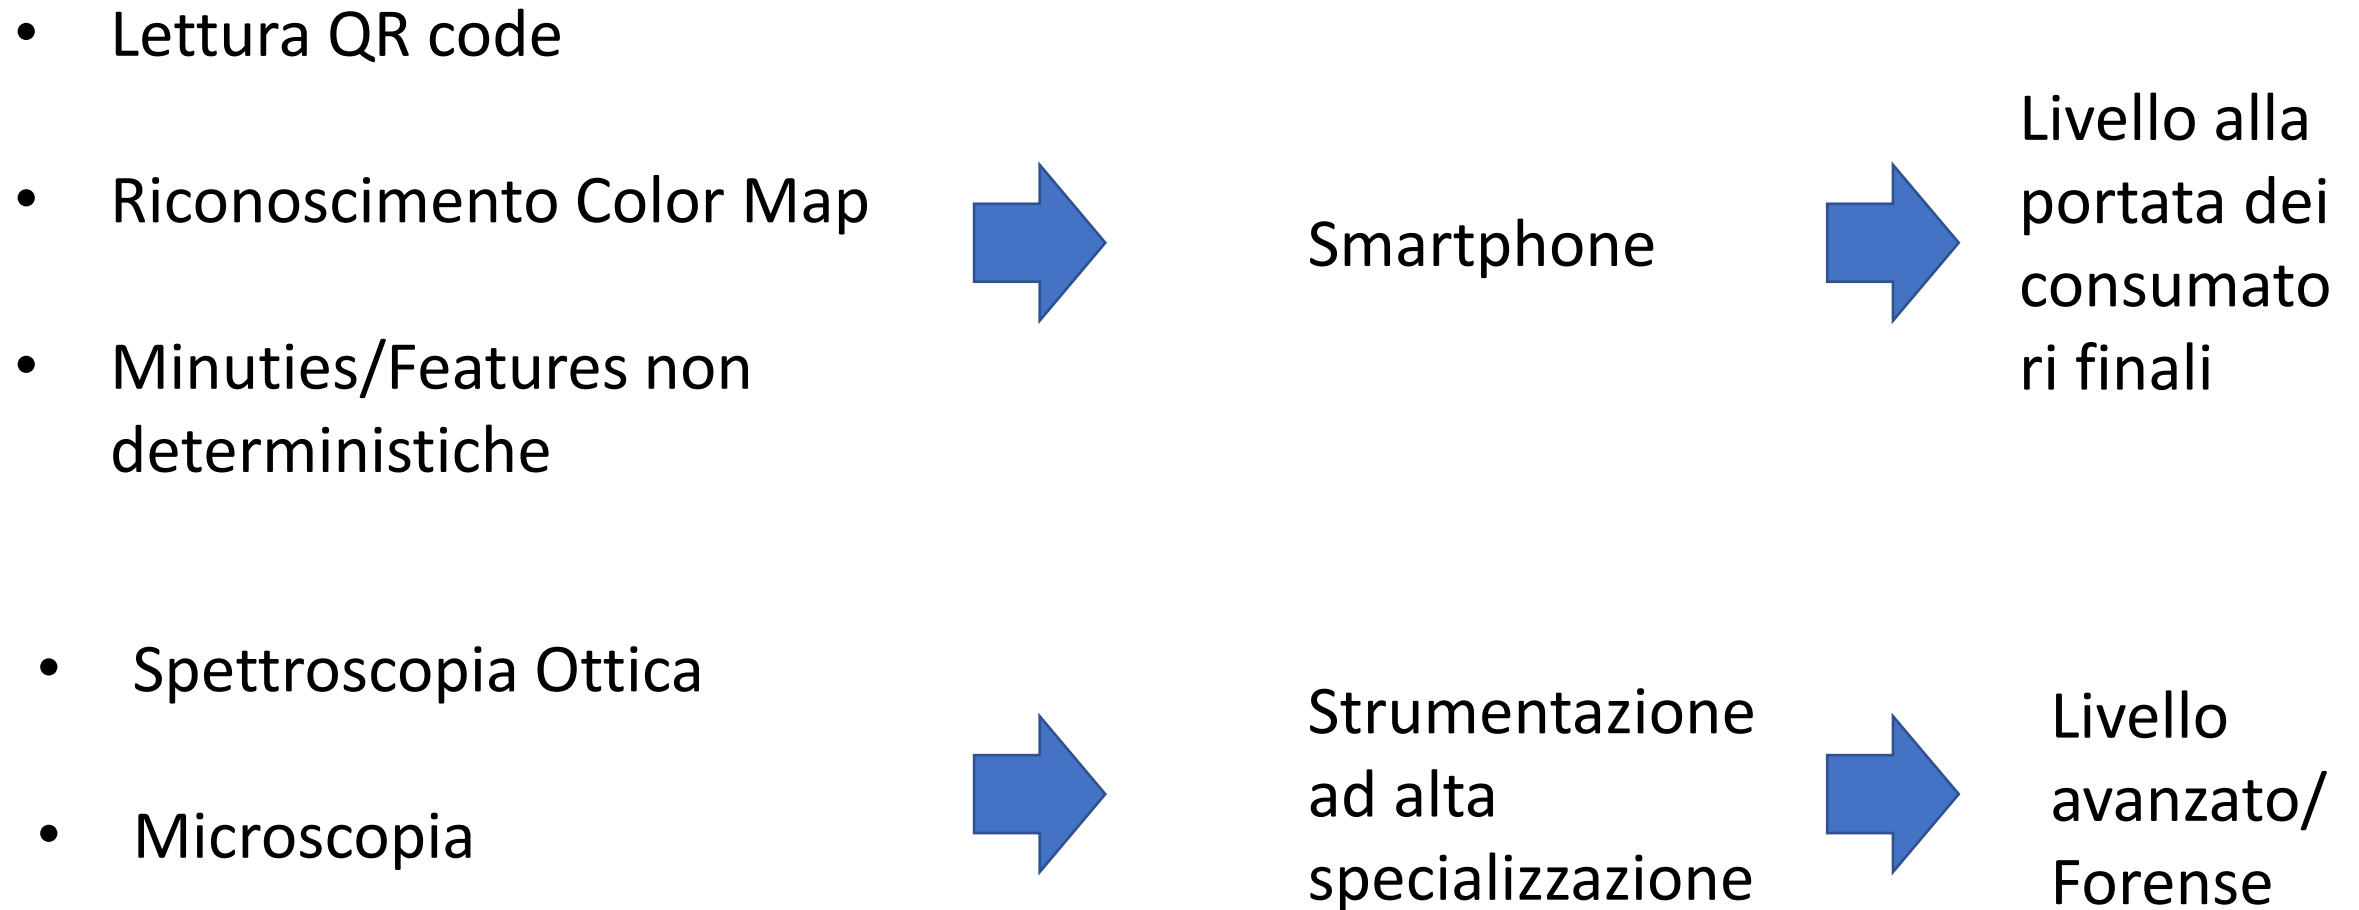 • Lettura QR code
• Riconoscimento Color Map
• Minuties/Features non
deterministiche
Smartphone
Livello alla
portata dei
consumato
ri finali
• Spettroscopia Ottica
• Microscopia
Strumentazione
ad alta
specializzazione
Livello
avanzato/
Forense